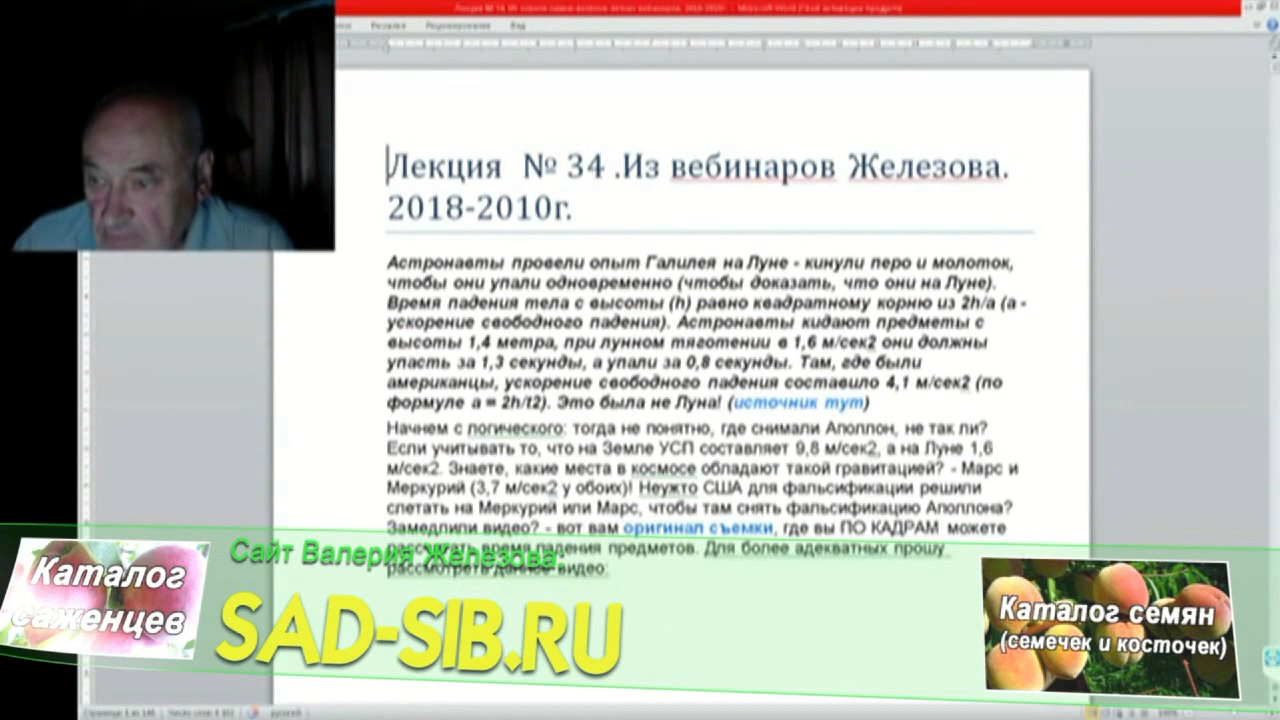 Лекция № 34 .Из вебинаров Железова.
2018-2010г.
Астронавты провели опыт Галилея на Луне - кинули перо и молоток,
чтобы они упали одновременно (чтобы доказать, что они на Луне).
Время падения тела с высоты (h) равно квадратному корню из 2h/a (a -
ускорение свободного падения). Астронавты кидают предметы с
высоты 1,4 метра, при лунном тяготении в 1,6 м/сек2 они должны
упасть за 1,3 секунды, а упали за 0,8 секунды. Там, где были
американцы, ускорение свободного падения составило 4,1 м/сек2 (по
формуле a = 2h/t2). Это была не Луна! (источник тут)
Начнем с логического: тогда не понятно, где снимали Аполлон, не так ли?
Если учитывать то, что на Земле УСП составляет 9,8 м/сек2, а на Луне 1,6
м/сек2. Знаете, какие места в космосе обладают такой гравитацией? - Марс и
Меркурий (3,7 м/сек2 у обоих)! Неужто США для фальсификации решили
слетать на Меркурий или Марс, чтобы там снять фальсификацию Аполлона?
Замедлили видео? - вот вам оригинал съемки, где вы ПО КАДРАМ можете
время падения предметов. Для более адекватных прошу
рассмотреть данное видео:
Сайт Валерия Железова:
SAD-SIB.RU
Каталог
саженцев
Каталог семян
(семечек и косточек)